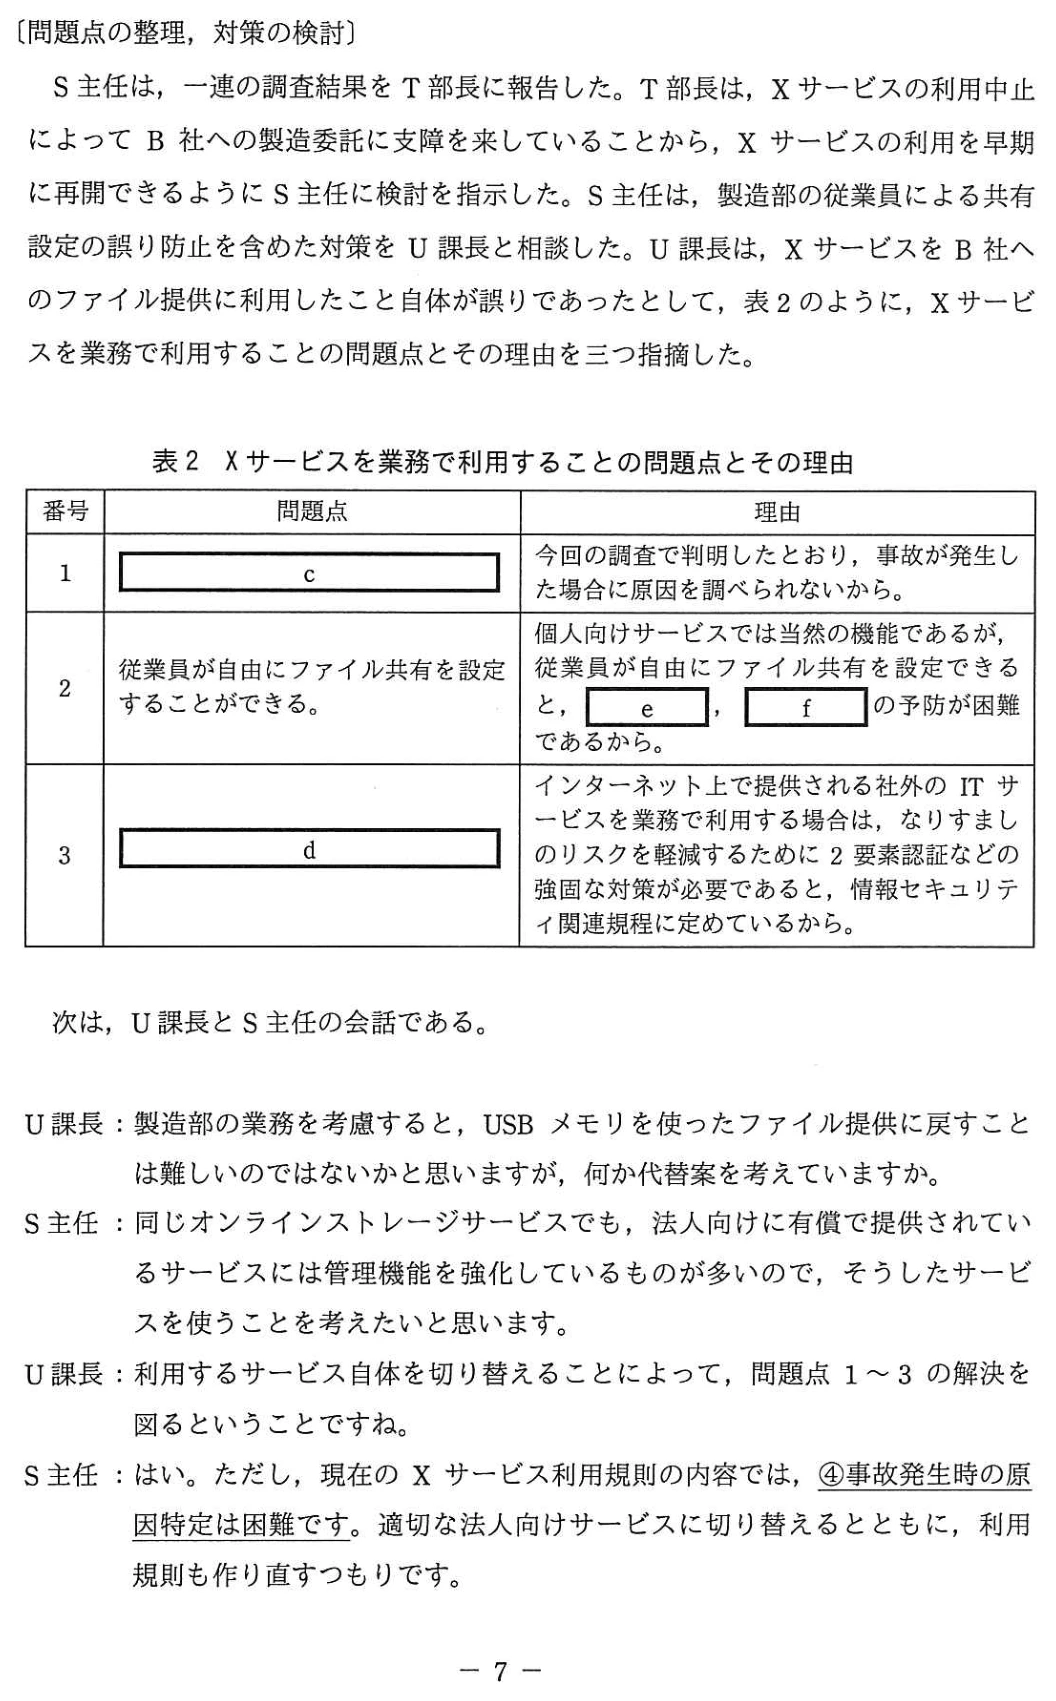 〔問題点の整理，対策の検討〕
S 主任は，一連の調査結果を T 部長に報告した。T 部長は，X サービスの利用中止
によって B 社への製造委託に支障を来していることから，X サービスの利用を早期
に再開できるように S 主任に検討を指示した。S 主任は，製造部の従業員による共有
設定の誤り防止を含めた対策を U 課長と相談した。U 課長は，X サービスを B 社へ
のファイル提供に利用したこと自体が誤りであったとして，表 2 のように，X サービ
スを業務で利用することの問題点とその理由を三つ指摘した。
表 2 X サービスを業務で利用することの問題点とその理由
番号 問題点 理由
1 c 今回の調査で判明したとおり，事故が発生し
た場合に原因を調べられないから。
2 従業員が自由にファイル共有を設定
することができる。
個人向けサービスでは当然の機能であるが，
従業員が自由にファイル共有を設定できる
と， e ， f の予防が困難
であるから。
3 d インターネット上で提供される社外の IT サ
ービスを業務で利用する場合は，なりすまし
のリスクを軽減するために 2 要素認証などの
強固な対策が必要であると，情報セキュリテ
ィ関連規程に定めているから。
次は，U 課長と S 主任の会話である。
U 課長：製造部の業務を考慮すると，USB メモリを使ったファイル提供に戻すこと
は難しいのではないかと思いますが，何か代替案を考えていますか。
S 主任：同じオンラインストレージサービスでも，法人向けに有償で提供されてい
るサービスには管理機能を強化しているものが多いので，そうしたサービ
スを使うことを考えたいと思います。
U 課長：利用するサービス自体を切り替えることによって，問題点 1～3 の解決を
図るということですね。
S 主任：はい。ただし，現在の X サービス利用規則の内容では，④事故発生時の原
因特定は困難です。適切な法人向けサービスに切り替えるとともに，利用
規則も作り直すつもりです。
－ 7 －